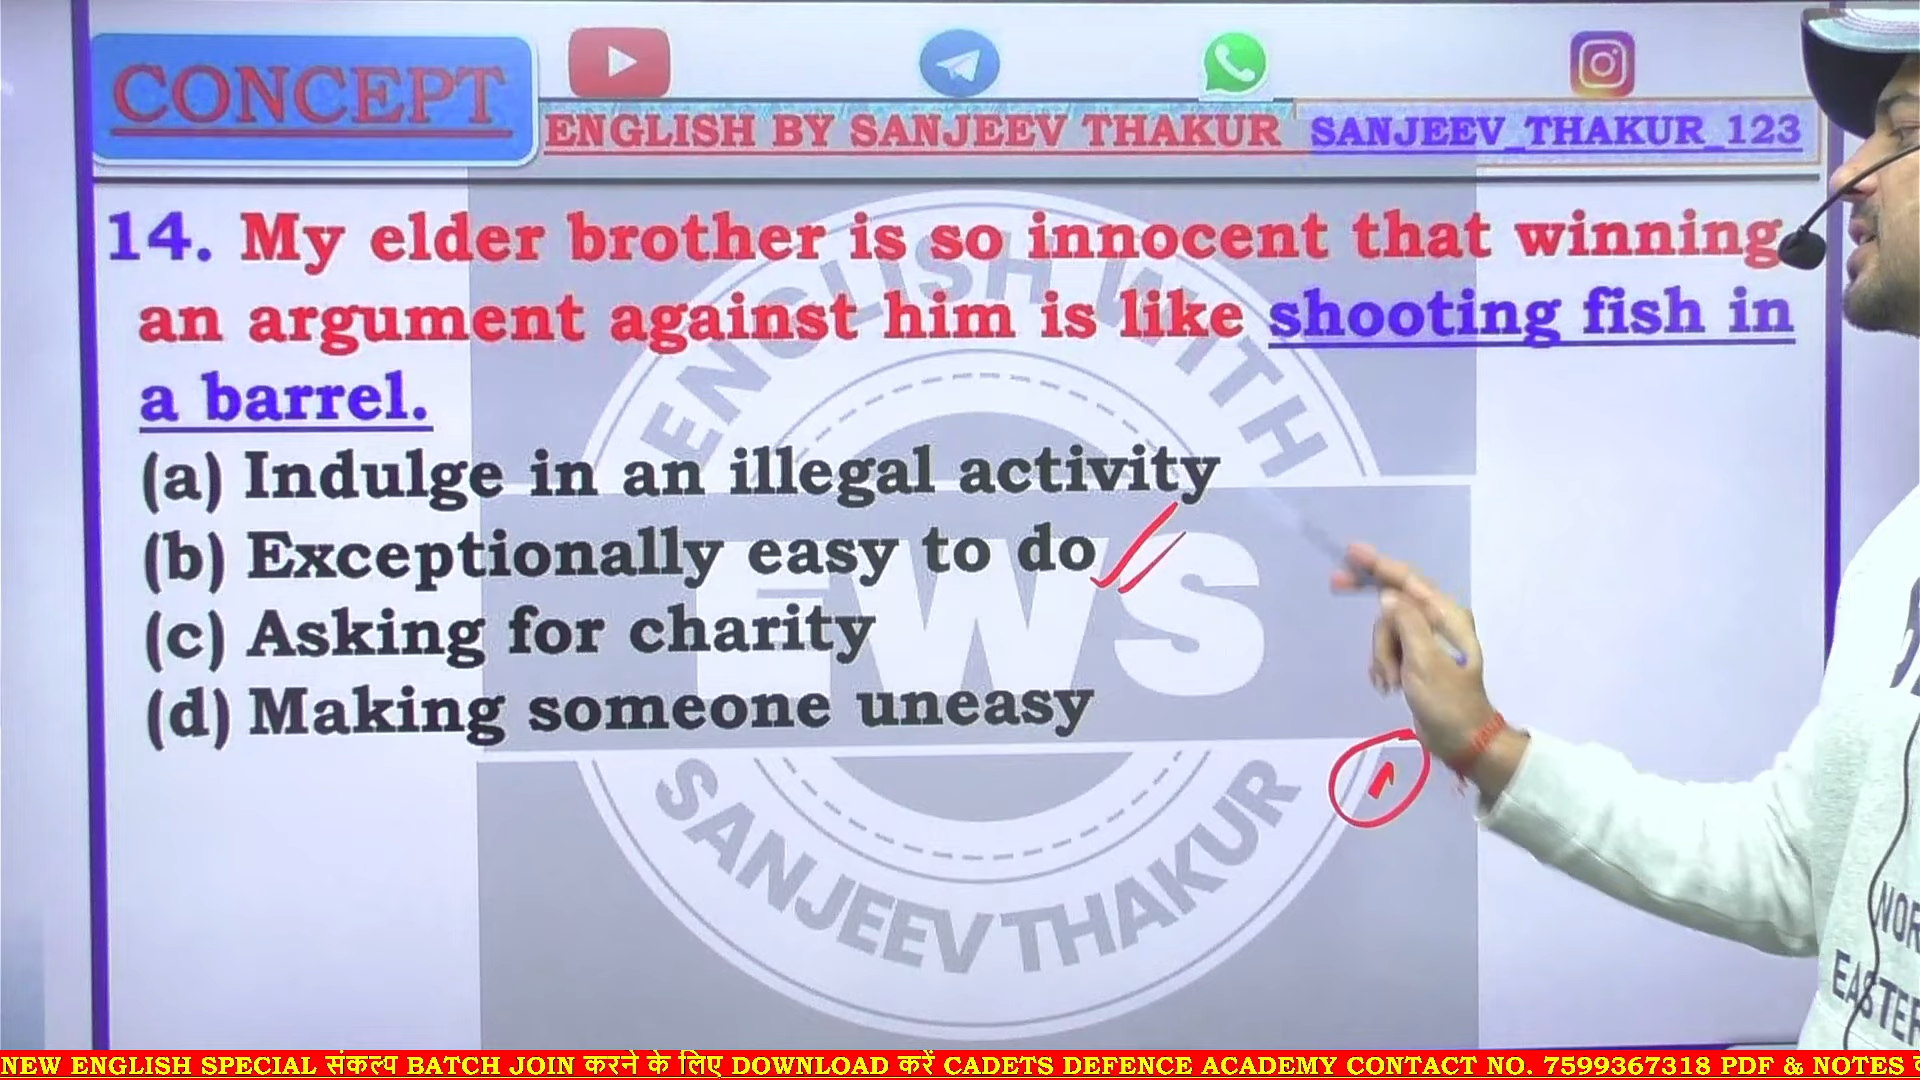 CONCEPT
ENGLISH BY SANJEEV THAKUR
SANJEEV_THAKUR_123
14. My elder brother is so innocent that winning
an argument against him is like shooting fish in
a barrel.
(a) Indulge in an illegal activity
(b) Exceptionally easy to do
(c) Asking for charity
(d) Making someone uneasy
ENGLISH WITH
EWS
SANJEEV THAKUR
NOR
EASTER
NEW ENGLISH SPECIAL संकल्प BATCH JOIN करने के लिए DOWNLOAD करें CADETS DEFENCE ACADEMY CONTACT NO. 7599367318 PDF & NOTES